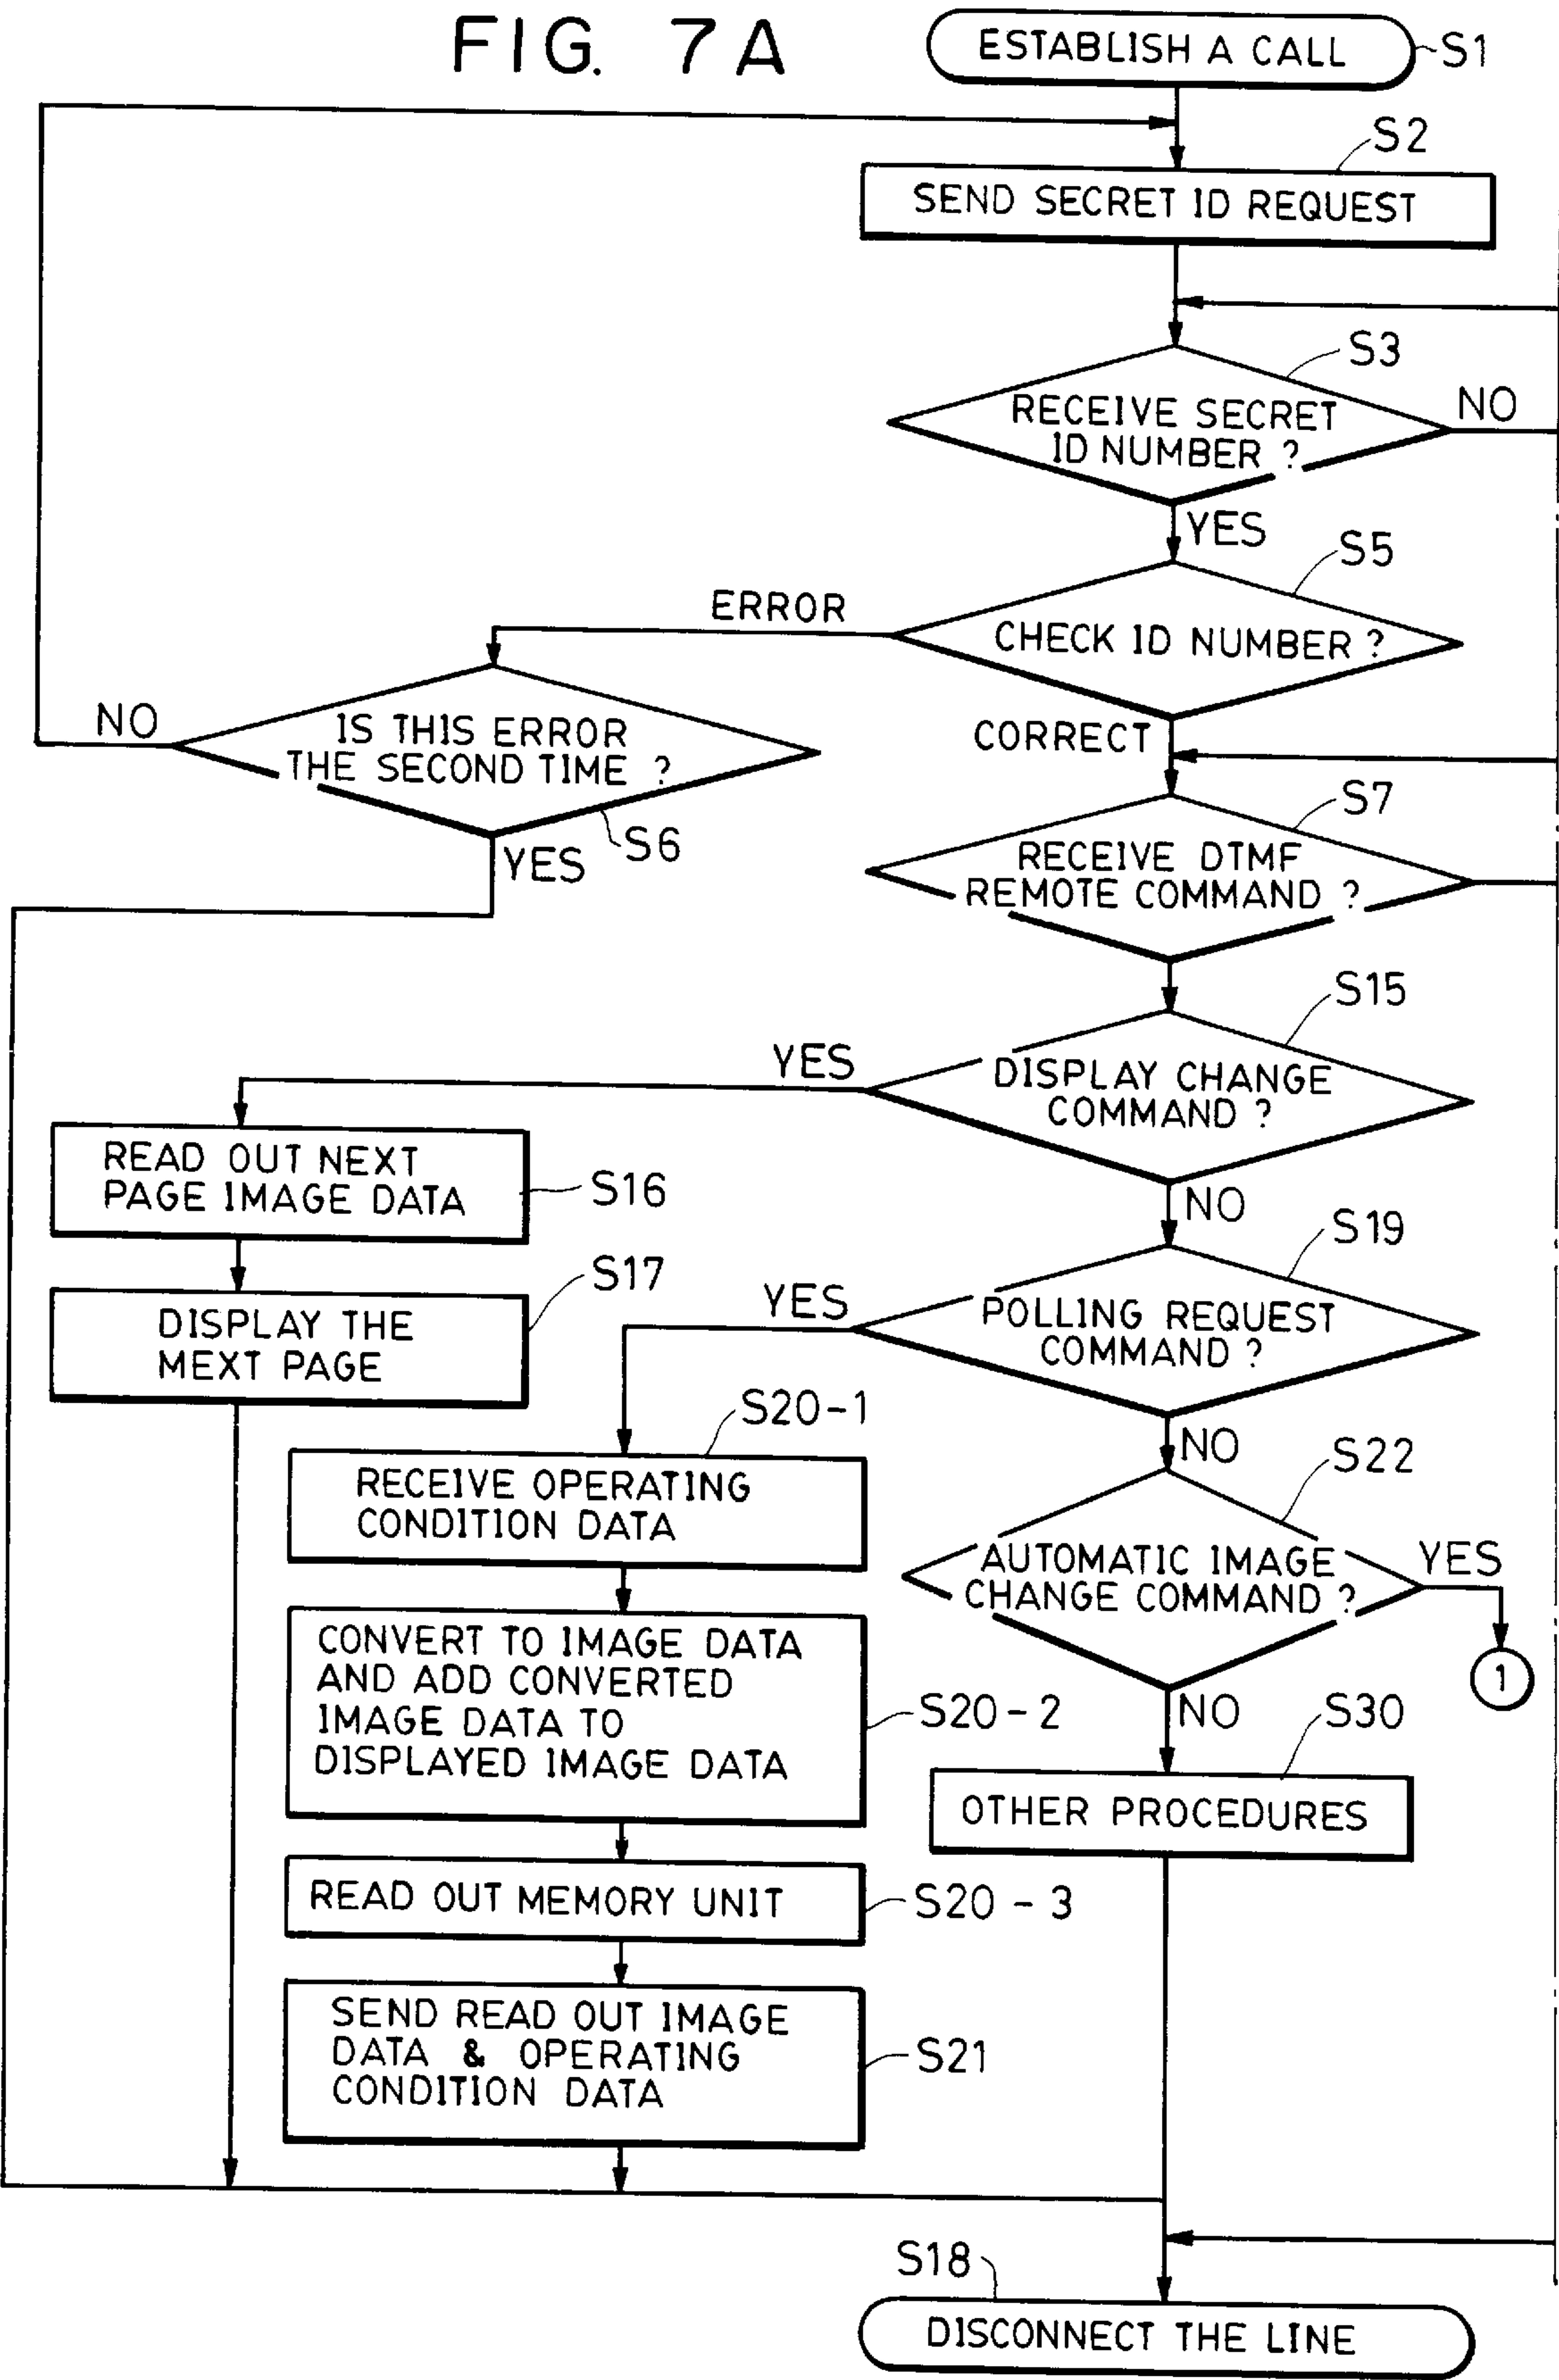 FIG. 7A
ESTABLISH A CALL
S1
S2
SEND SECRET ID REQUEST
S3
RECEIVE SECRET
ID NUMBER ?
NO
YES
S5
ERROR
CHECK ID NUMBER ?
NO
IS THIS ERROR
THE SECOND TIME ?
CORRECT
S6
YES
S7
RECEIVE DTMF
REMOTE COMMAND ?
S15
YES
DISPLAY CHANGE
COMMAND ?
READ OUT NEXT
PAGE IMAGE DATA
S16
NO
S19
S17
YES
POLLING REQUEST
COMMAND ?
DISPLAY THE
MEXT PAGE
S20-1
NO
S22
RECEIVE OPERATING
CONDITION DATA
AUTOMATIC IMAGE
CHANGE COMMAND ?
YES
1
CONVERT TO IMAGE DATA
AND ADD CONVERTED
IMAGE DATA TO
DISPLAYED IMAGE DATA
S20-2
NO
S30
OTHER PROCEDURES
READ OUT MEMORY UNIT
S20-3
SEND READ OUT IMAGE
DATA & OPERATING
CONDITION DATA
S21
S18
DISCONNECT THE LINE